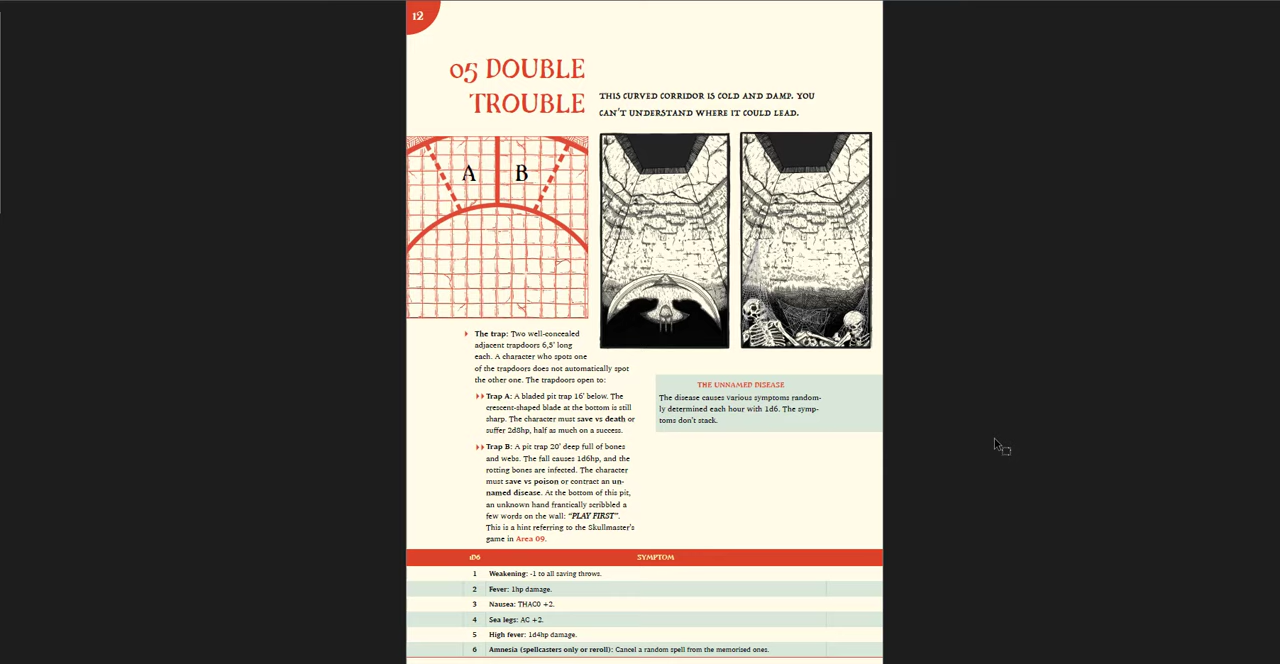 12
05 DOUBLE
TROUBLE
THIS CURVED CORRIDOR IS COLD AND DAMP. YOU
CAN'T UNDERSTAND WHERE IT COULD LEAD.
A B
The trap: Two well-concealed
adjacent trapdoors 6,5' long
each. A character who spots one
of the trapdoors does not automatically spot
the other one. The trapdoors open to:
Trap A: A bladed pit trap 16' below. The
crescent-shaped blade at the bottom is still
sharp. The character must save vs death or
suffer 2d8hp, half as much on a success.
Trap B: A pit trap 20' deep full of bones
and webs. The fall causes 1d6hp, and the
rotting bones are infected. The character
must save vs poison or contract an un-
named disease. At the bottom of this pit,
an unknown hand frantically scribbled a
few words on the wall: "PLAY FIRST".
This is a hint referring to the Skullmaster's
game in Area 09.
THE UNNAMED DISEASE
The disease causes various symptoms random-
ly determined each hour with 1d6. The symp-
toms don't stack.
1D6 SYMPTOM
1 Weakening: -1 to all saving throws.
2 Fever: 1hp damage.
3 Nausea: THAC0 +2.
4 Sea legs: AC +2.
5 High fever: 1d4hp damage.
6 Amnesia (spellcasters only or reroll): Cancel a random spell from the memorised ones.